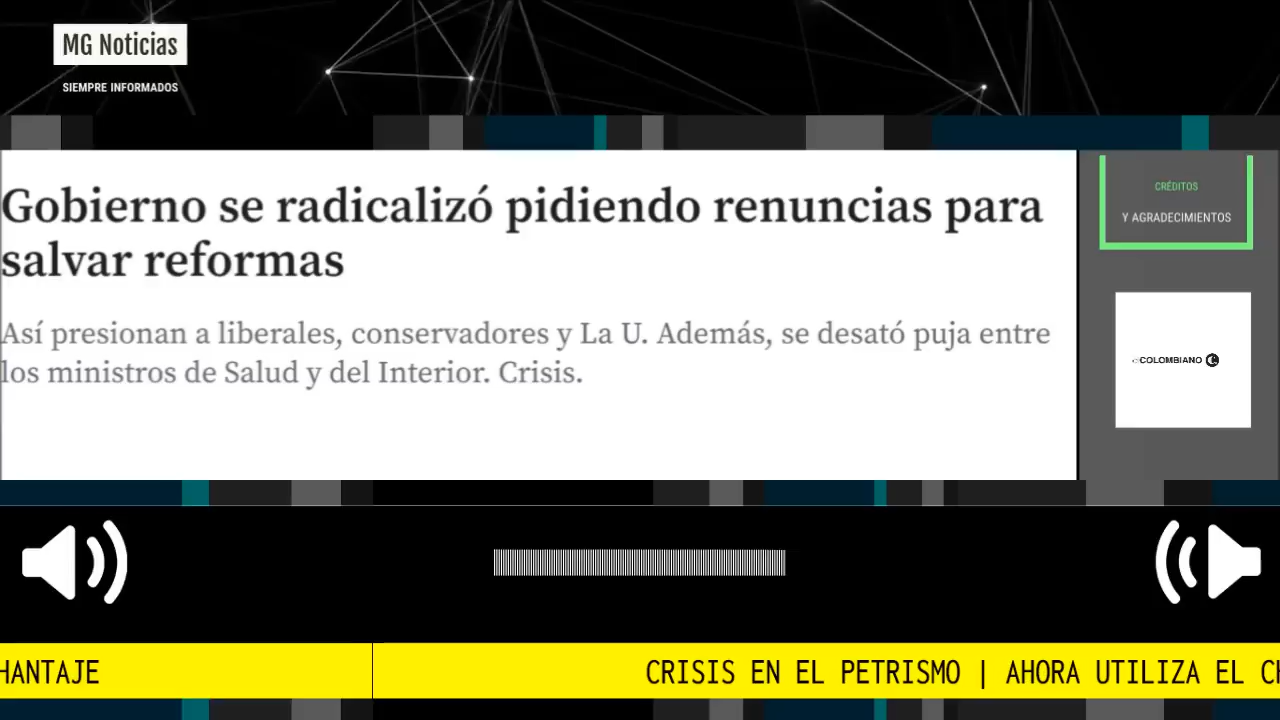 MG Noticias
SIEMPRE INFORMADOS
Gobierno se radicalizó pidiendo renuncias para
salvar reformas
Así presionan a liberales, conservadores y La U. Además, se desató puja entre
los ministros de Salud y del Interior. Crisis.
CRÉDITOS
Y AGRADECIMIENTOS
EL COLOMBIANO
HANTAJE
CRISIS EN EL PETRISMO | AHORA UTILIZA EL CH